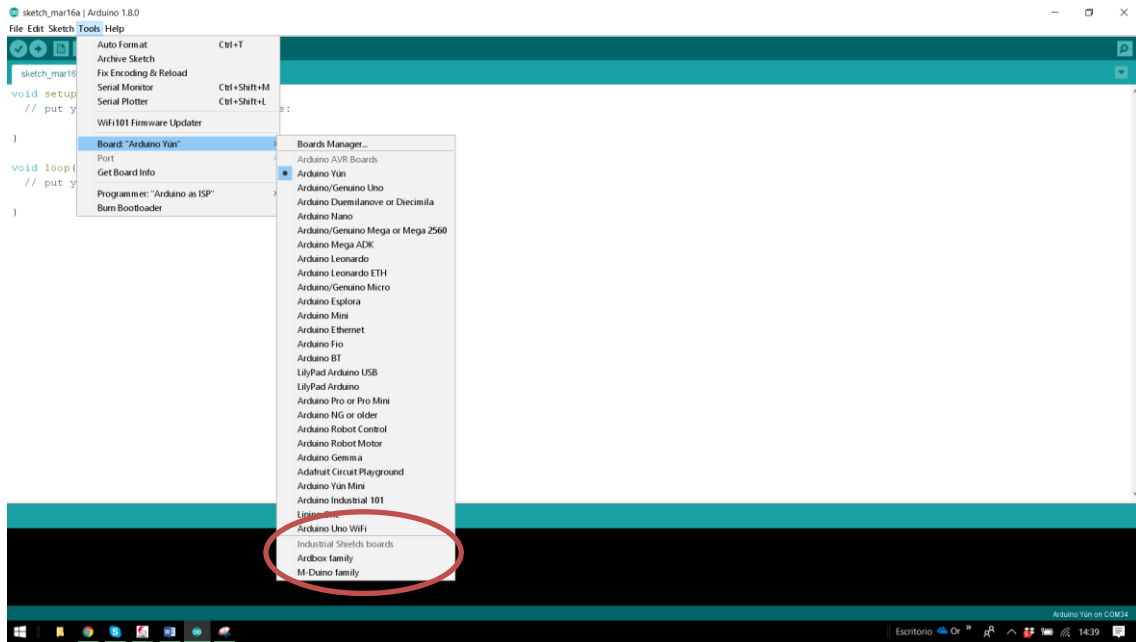 sketch_mar16a | Arduino 1.8.0
File Edit Sketch Tools Help
Auto Format Ctrl+T
Archive Sketch
Fix Encoding & Reload
Serial Monitor Ctrl+Shift+M
Serial Plotter Ctrl+Shift+L
WiFi101 Firmware Updater
Board: "Arduino Yún"
Port
Get Board Info
Programmer: "Arduino as ISP"
Burn Bootloader
sketch_mar16
void setup
// put y
e:
}
void loop(
// put y
}
Boards Manager...
Arduino AVR Boards
Arduino Yún
Arduino/Genuino Uno
Arduino Duemilanove or Diecimila
Arduino Nano
Arduino/Genuino Mega or Mega 2560
Arduino Mega ADK
Arduino Leonardo
Arduino Leonardo ETH
Arduino/Genuino Micro
Arduino Esplora
Arduino Mini
Arduino Ethernet
Arduino Fio
Arduino BT
LilyPad Arduino USB
LilyPad Arduino
Arduino Pro or Pro Mini
Arduino NG or older
Arduino Robot Control
Arduino Robot Motor
Arduino Gemma
Adafruit Circuit Playground
Arduino Yún Mini
Arduino Industrial 101
Linino
Arduino Uno WiFi
Industrial Shields boards
Ardbox family
M-Duino family
Arduino Yún on COM34
Escritorio Or » 14:39